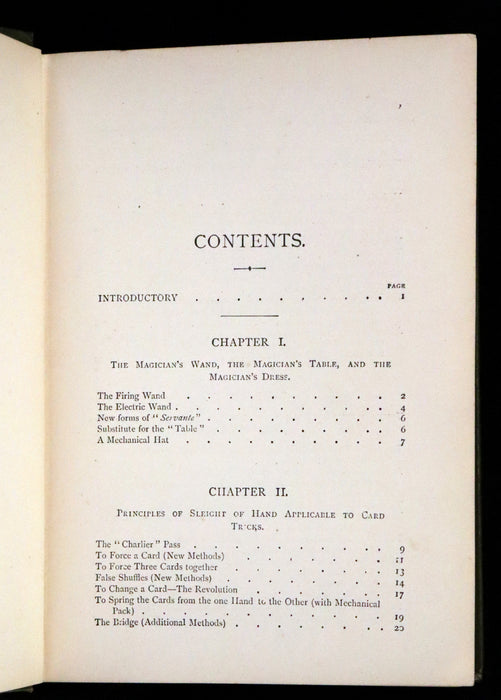 CONTENTS.
PAGE
INTRODUCTORY . . . . . . . . . . 1
CHAPTER I.
THE MAGICIAN'S WAND, THE MAGICIAN'S TABLE, AND THE
MAGICIAN'S DRESS.
The Firing Wand . . . . . . . . . 2
The Electric Wand . . . . . . . . . 4
New forms of "Servante" . . . . . . . . 6
Substitute for the "Table" . . . . . . . . 6
A Mechanical Hat . . . . . . . . . 7
CHAPTER II.
PRINCIPLES OF SLEIGHT OF HAND APPLICABLE TO CARD
TRICKS.
The "Charlier" Pass . . . . . . . . 9
To Force a Card (New Methods) . . . . . . . 11
To Force Three Cards together . . . . . . . 13
False Shuffles (New Methods) . . . . . . . 14
To Change a Card—The Revolution . . . . . . 17
To Spring the Cards from the one Hand to the Other (with Mechanical
Pack) . . . . . . . . . . 19
The Bridge (Additional Methods) . . . . . . . 20